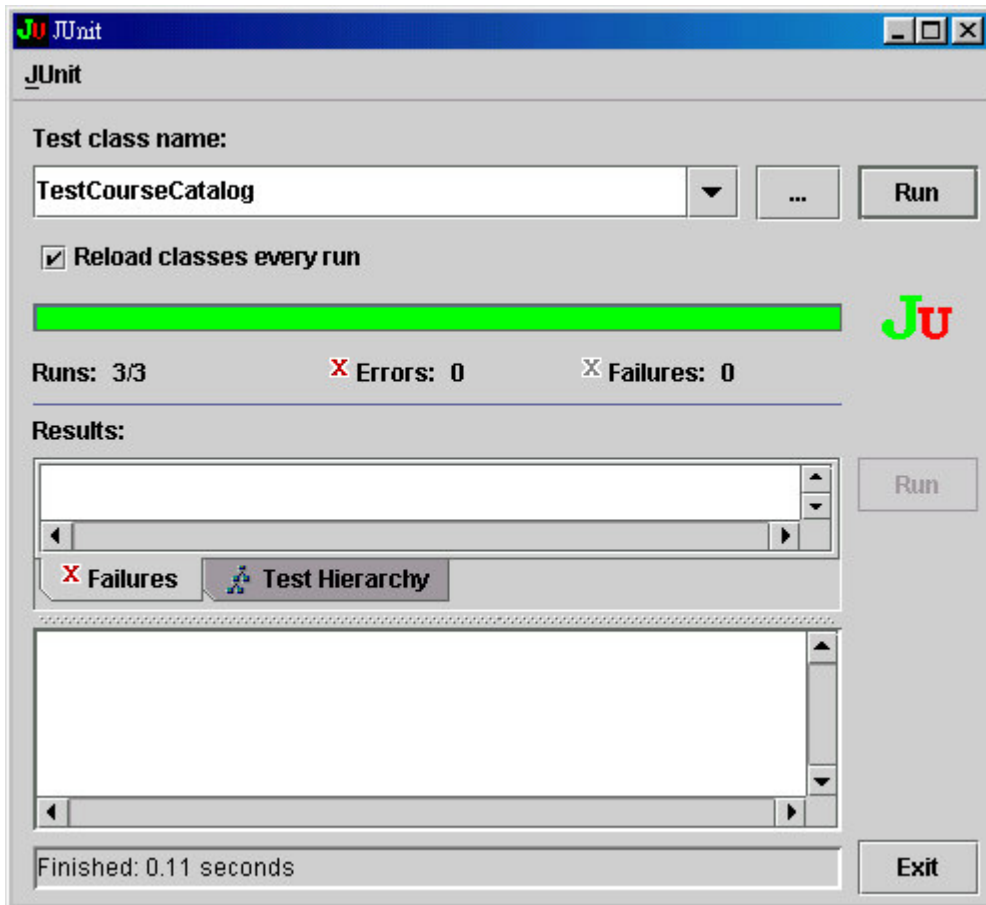 JU JUnit
JUnit
Test class name:
TestCourseCatalog
... Run
Reload classes every run
JU
Runs: 3/3 X Errors: 0 X Failures: 0
Results:
Run
X Failures Test Hierarchy
Finished: 0.11 seconds
Exit